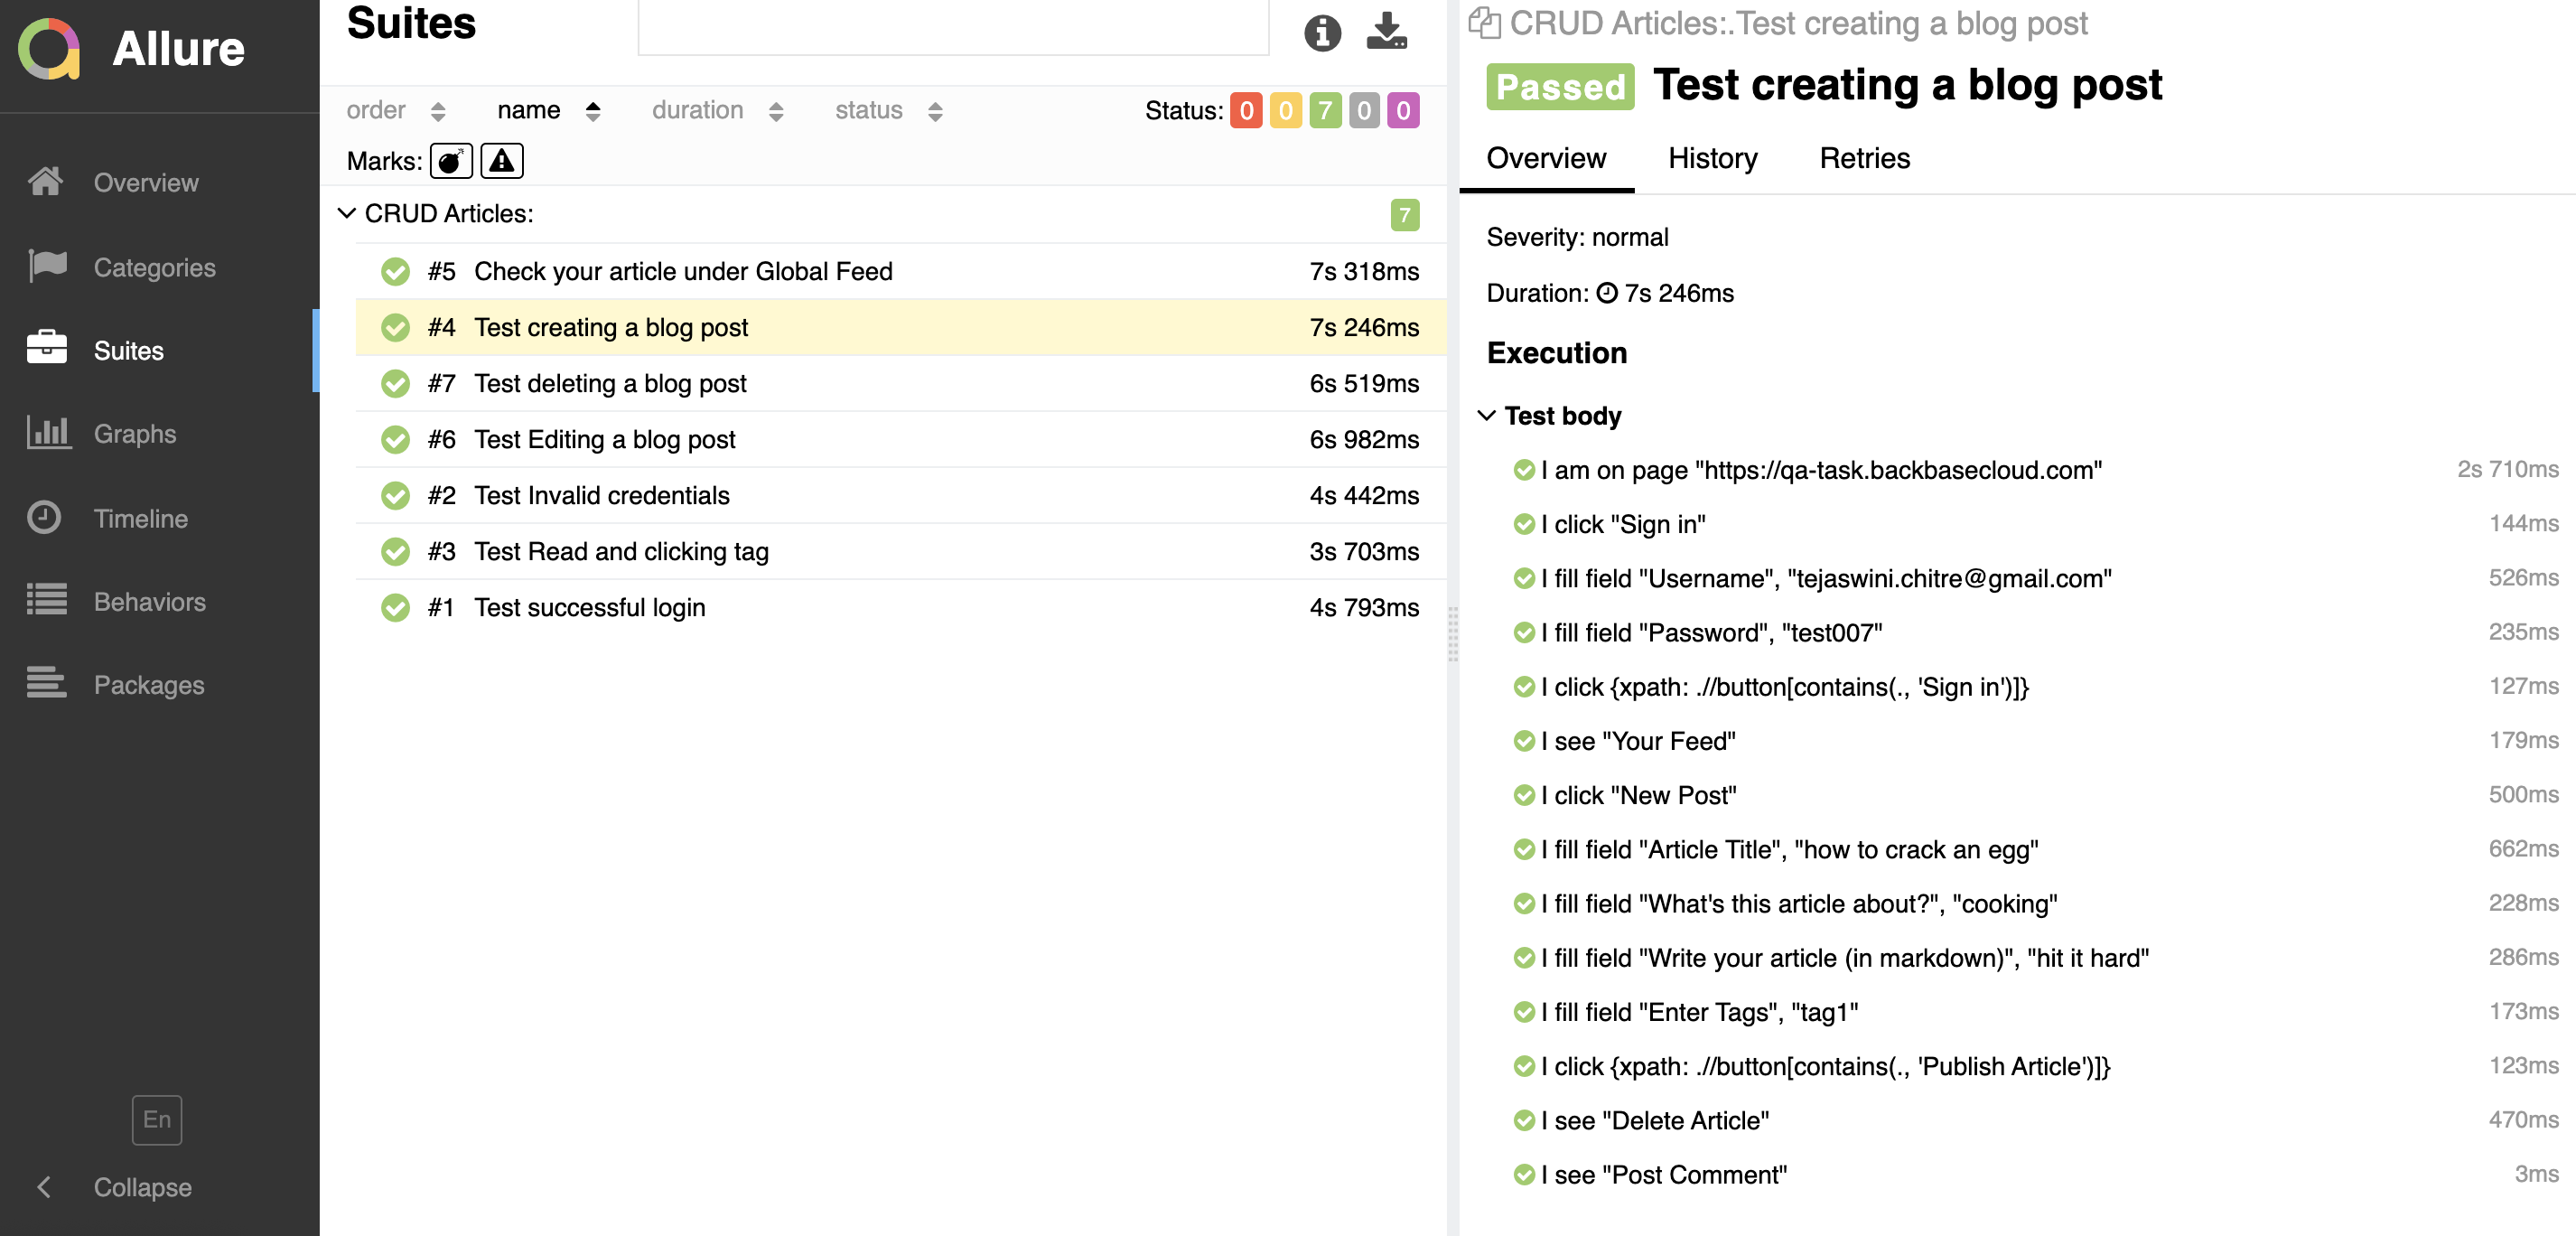 Allure
Overview
Categories
Suites
Graphs
Timeline
Behaviors
Packages
En
Collapse
Suites
order name duration status Status: 0 0 7 0 0
Marks:
CRUD Articles: 7
#5 Check your article under Global Feed 7s 318ms
#4 Test creating a blog post 7s 246ms
#7 Test deleting a blog post 6s 519ms
#6 Test Editing a blog post 6s 982ms
#2 Test Invalid credentials 4s 442ms
#3 Test Read and clicking tag 3s 703ms
#1 Test successful login 4s 793ms
CRUD Articles:.Test creating a blog post
Passed Test creating a blog post
Overview History Retries
Severity: normal
Duration: 7s 246ms
Execution
Test body
I am on page "https://qa-task.backbasecloud.com" 2s 710ms
I click "Sign in" 144ms
I fill field "Username", "tejaswini.chitre@gmail.com" 526ms
I fill field "Password", "test007" 235ms
I click {xpath: .//button[contains(., 'Sign in')]} 127ms
I see "Your Feed" 179ms
I click "New Post" 500ms
I fill field "Article Title", "how to crack an egg" 662ms
I fill field "What's this article about?", "cooking" 228ms
I fill field "Write your article (in markdown)", "hit it hard" 286ms
I fill field "Enter Tags", "tag1" 173ms
I click {xpath: .//button[contains(., 'Publish Article')]} 123ms
I see "Delete Article" 470ms
I see "Post Comment" 3ms